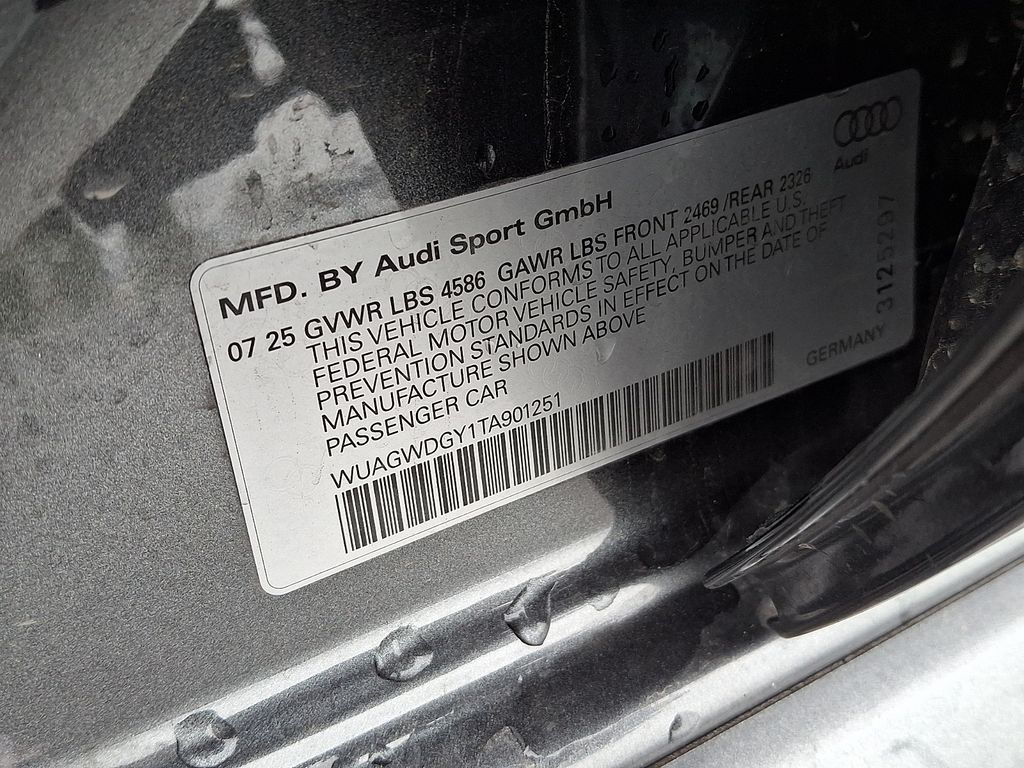 Audi
MFD. BY Audi Sport GmbH
07 25 GVWR LBS 4586 GAWR LBS FRONT 2469 /REAR 2326
THIS VEHICLE CONFORMS TO ALL APPLICABLE U.S.
FEDERAL MOTOR VEHICLE SAFETY, BUMPER AND THEFT
PREVENTION STANDARDS IN EFFECT ON THE DATE OF
MANUFACTURE SHOWN ABOVE
PASSENGER CAR
WUAGWDGY1TA901251
GERMANY
3125297